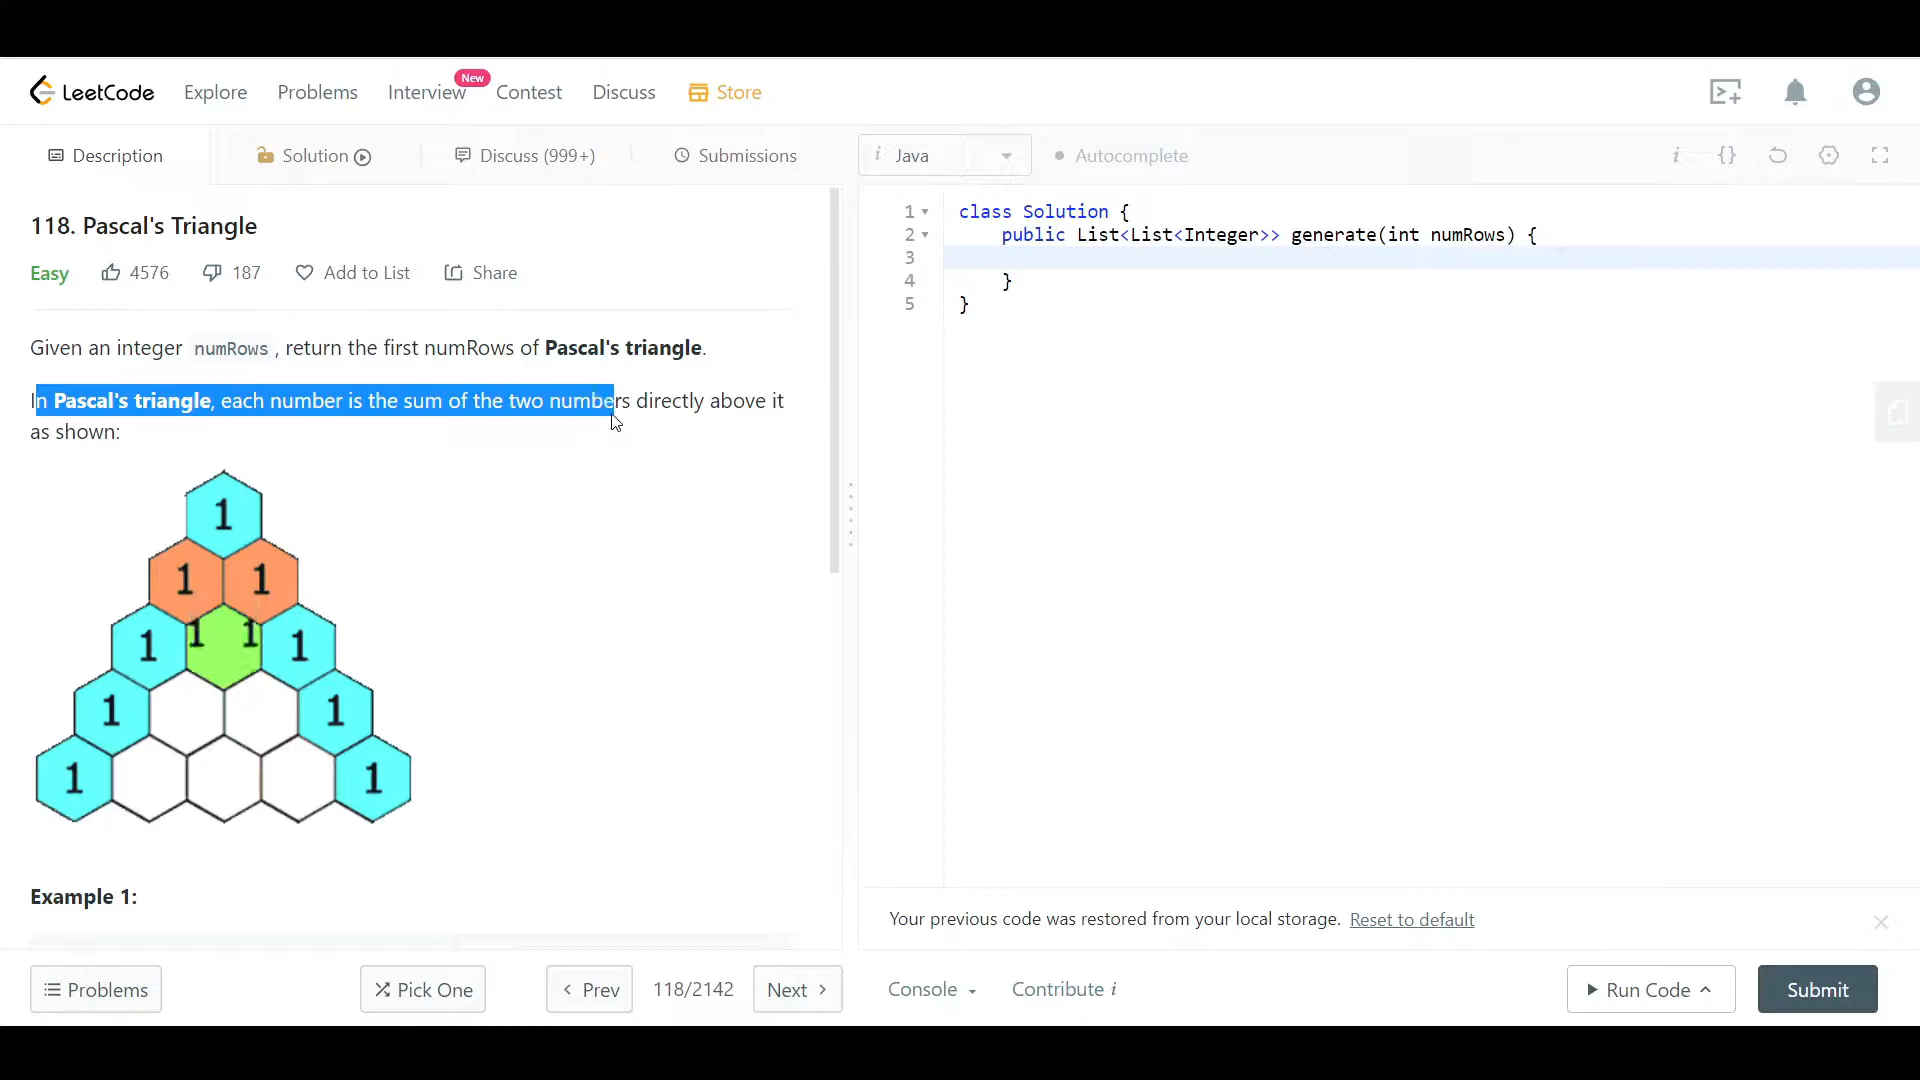 LeetCode Explore Problems Interview New Contest Discuss Store
Description Solution Discuss (999+) Submissions
i Java Autocomplete i {}
118. Pascal's Triangle
Easy 4576 187 Add to List Share
Given an integer numRows, return the first numRows of Pascal's triangle.
In Pascal's triangle, each number is the sum of the two numbers directly above it
as shown:
1
1 1
1 1 1 1
1 1
1 1
Example 1:
1 class Solution {
2 public List<List<Integer>> generate(int numRows) {
3
4 }
5 }
Your previous code was restored from your local storage. Reset to default
Problems Pick One Prev 118/2142 Next
Console Contribute i Run Code Submit